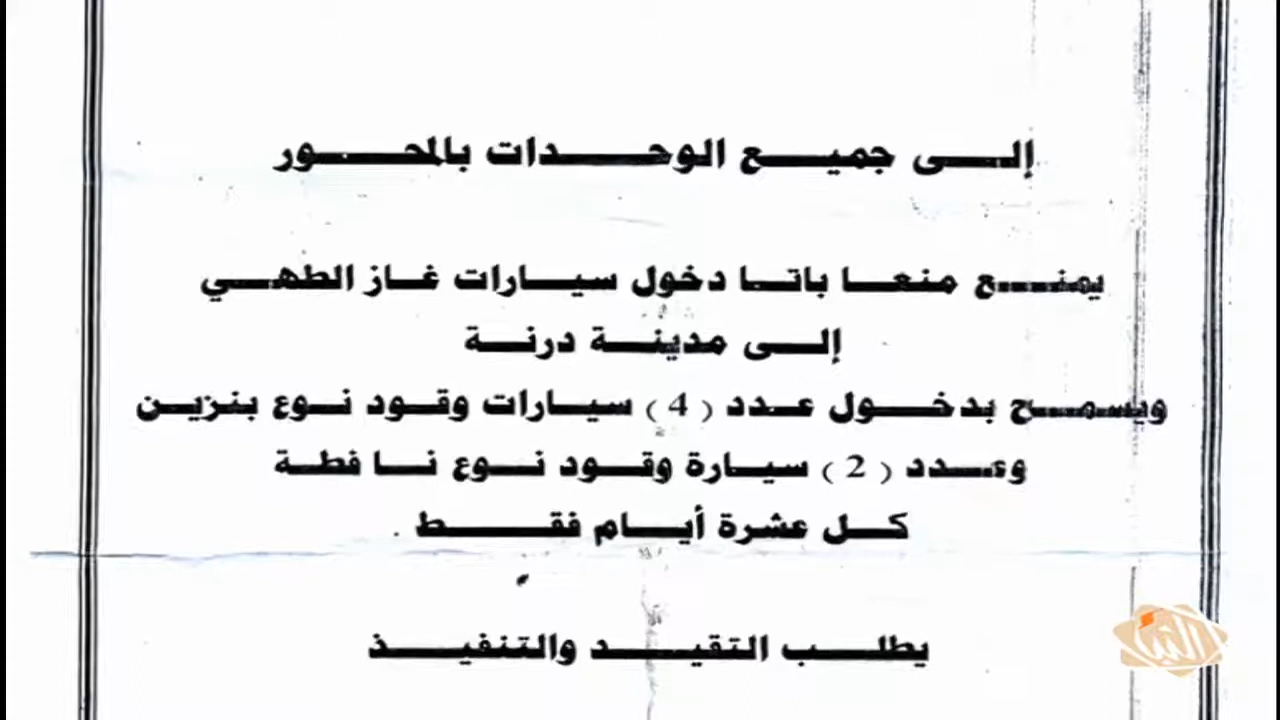 إلى جميع الوحدات بالمحور
يمنع منعا باتا دخول سيارات غاز الطهي
إلى مدينة درنة
ويسمح بدخول عدد ( 4 ) سيارات وقود نوع بنزين
وعدد ( 2 ) سيارة وقود نوع نافطة
كل عشرة أيام فقط .
يطلب التقيد والتنفيذ
النبأ